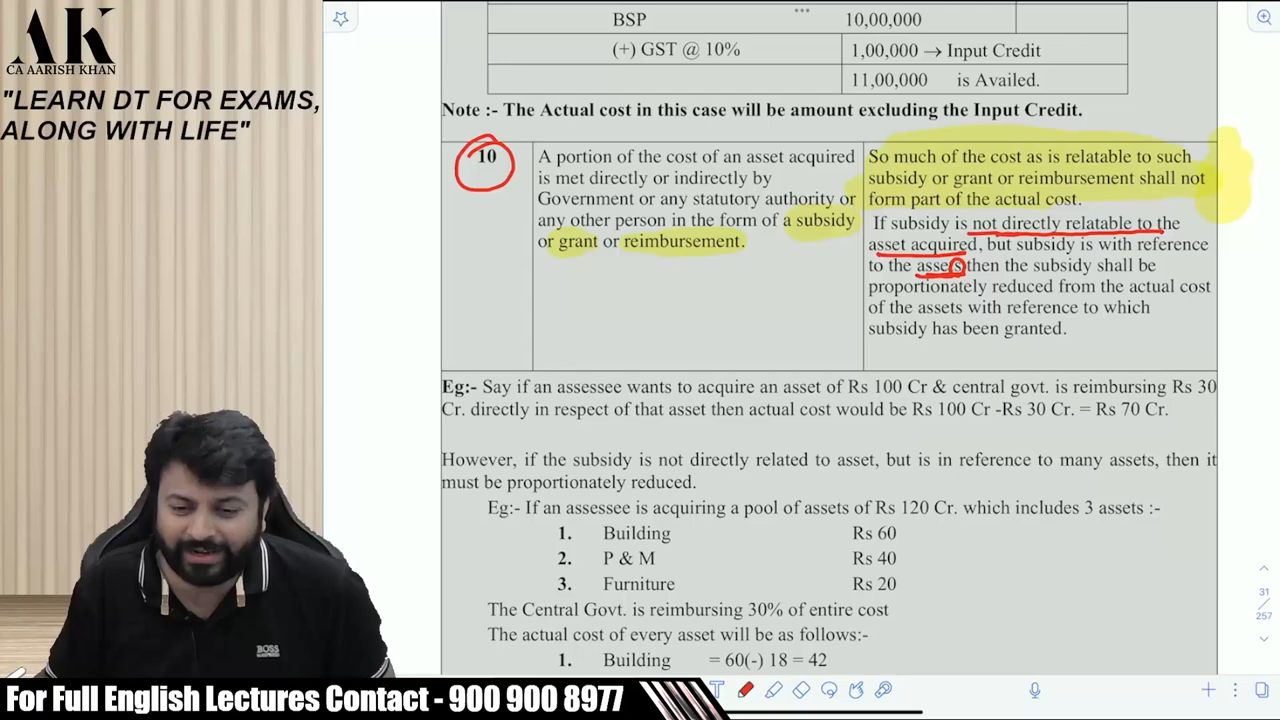 AK
CA AARISH KHAN
"LEARN DT FOR EXAMS,
ALONG WITH LIFE"
BSP 10,00,000
(+) GST @ 10% 1,00,000 → Input Credit
11,00,000 is Availed.
Note :- The Actual cost in this case will be amount excluding the Input Credit.
10
A portion of the cost of an asset acquired
is met directly or indirectly by
Government or any statutory authority or
any other person in the form of a subsidy
or grant or reimbursement.
So much of the cost as is relatable to such
subsidy or grant or reimbursement shall not
form part of the actual cost.
If subsidy is not directly relatable to the
asset acquired, but subsidy is with reference
to the assets then the subsidy shall be
proportionately reduced from the actual cost
of the assets with reference to which
subsidy has been granted.
Eg:- Say if an assessee wants to acquire an asset of Rs 100 Cr & central govt. is reimbursing Rs 30
Cr. directly in respect of that asset then actual cost would be Rs 100 Cr -Rs 30 Cr. = Rs 70 Cr.
However, if the subsidy is not directly related to asset, but is in reference to many assets, then it
must be proportionately reduced.
Eg:- If an assessee is acquiring a pool of assets of Rs 120 Cr. which includes 3 assets :-
1. Building Rs 60
2. P & M Rs 40
3. Furniture Rs 20
The Central Govt. is reimbursing 30% of entire cost
The actual cost of every asset will be as follows:-
1. Building = 60(-) 18 = 42
31
257
BOSS
For Full English Lectures Contact - 900 900 8977